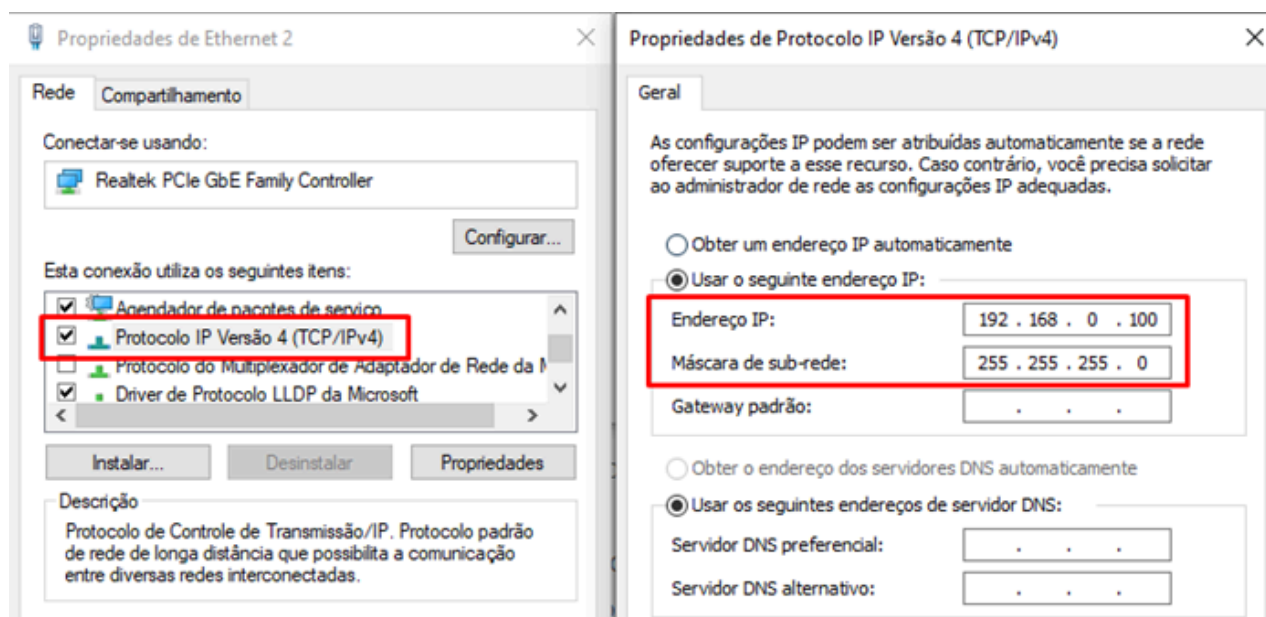 Propriedades de Ethernet 2
Rede
Compartilhamento
Conectar-se usando:
Realtek PCIe GbE Family Controller
Configurar...
Esta conexão utiliza os seguintes itens:
Agendador de pacotes de serviço
Protocolo IP Versão 4 (TCP/IPv4)
Protocolo do Multiplexador de Adaptador de Rede da
Driver de Protocolo LLDP da Microsoft
Instalar...
Desinstalar
Propriedades
Descrição
Protocolo de Controle de Transmissão/IP. Protocolo padrão
de rede de longa distância que possibilita a comunicação
entre diversas redes interconectadas.
Propriedades de Protocolo IP Versão 4 (TCP/IPv4)
Geral
As configurações IP podem ser atribuídas automaticamente se a rede
oferecer suporte a esse recurso. Caso contrário, você precisa solicitar
ao administrador de rede as configurações IP adequadas.
Obter um endereço IP automaticamente
Usar o seguinte endereço IP:
Endereço IP: 192 . 168 . 0 . 100
Máscara de sub-rede: 255 . 255 . 255 . 0
Gateway padrão: . . .
Obter o endereço dos servidores DNS automaticamente
Usar os seguintes endereços de servidor DNS:
Servidor DNS preferencial: . . .
Servidor DNS alternativo: . . .